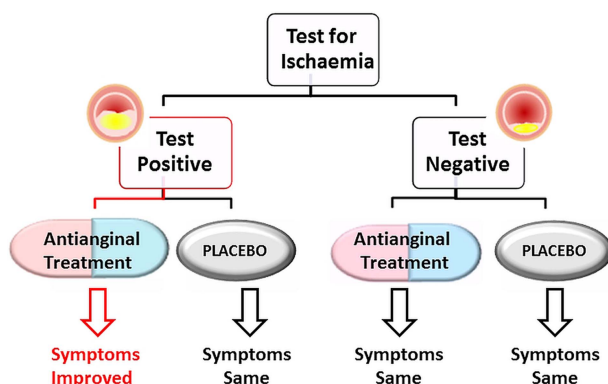 Test for
Ischaemia
Test
Positive
Test
Negative
Antianginal
Treatment
PLACEBO
Antianginal
Treatment
PLACEBO
Symptoms
Improved
Symptoms
Same
Symptoms
Same
Symptoms
Same